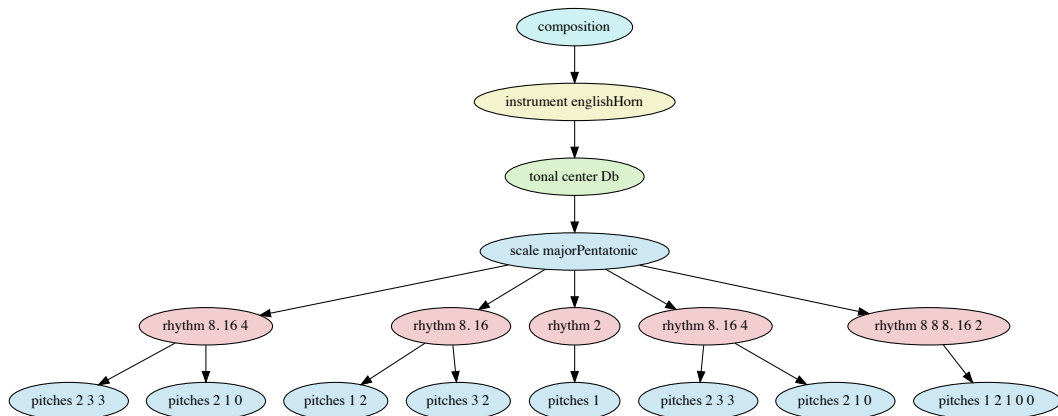 composition
instrument englishHorn
tonal center Db
scale majorPentatonic
rhythm 8. 16 4
rhythm 8. 16
rhythm 2
rhythm 8. 16 4
rhythm 8 8 8. 16 2
pitches 2 3 3
pitches 2 1 0
pitches 1 2
pitches 3 2
pitches 1
pitches 2 3 3
pitches 2 1 0
pitches 1 2 1 0 0